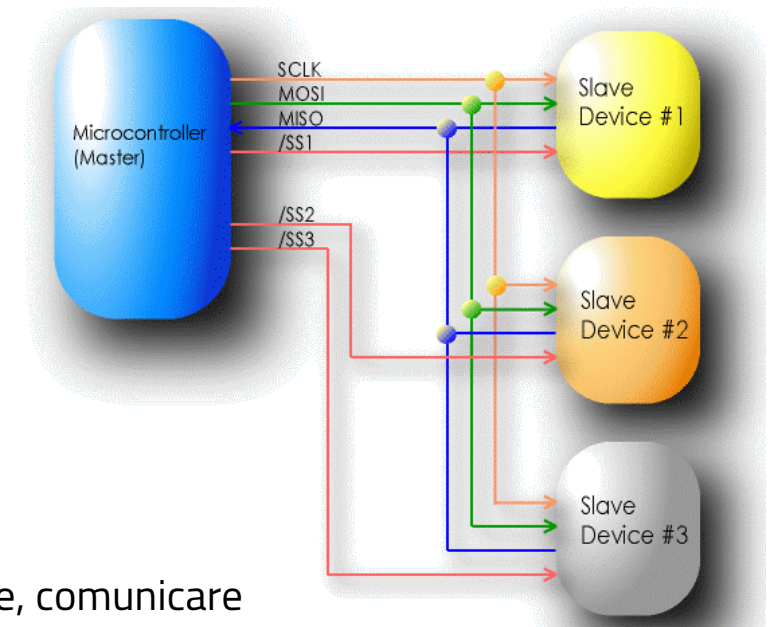 SCLK
MOSI
MISO
/SS1
Microcontroller
(Master)
/SS2
/SS3
Slave
Device #1
Slave
Device #2
Slave
Device #3
e, comunicare